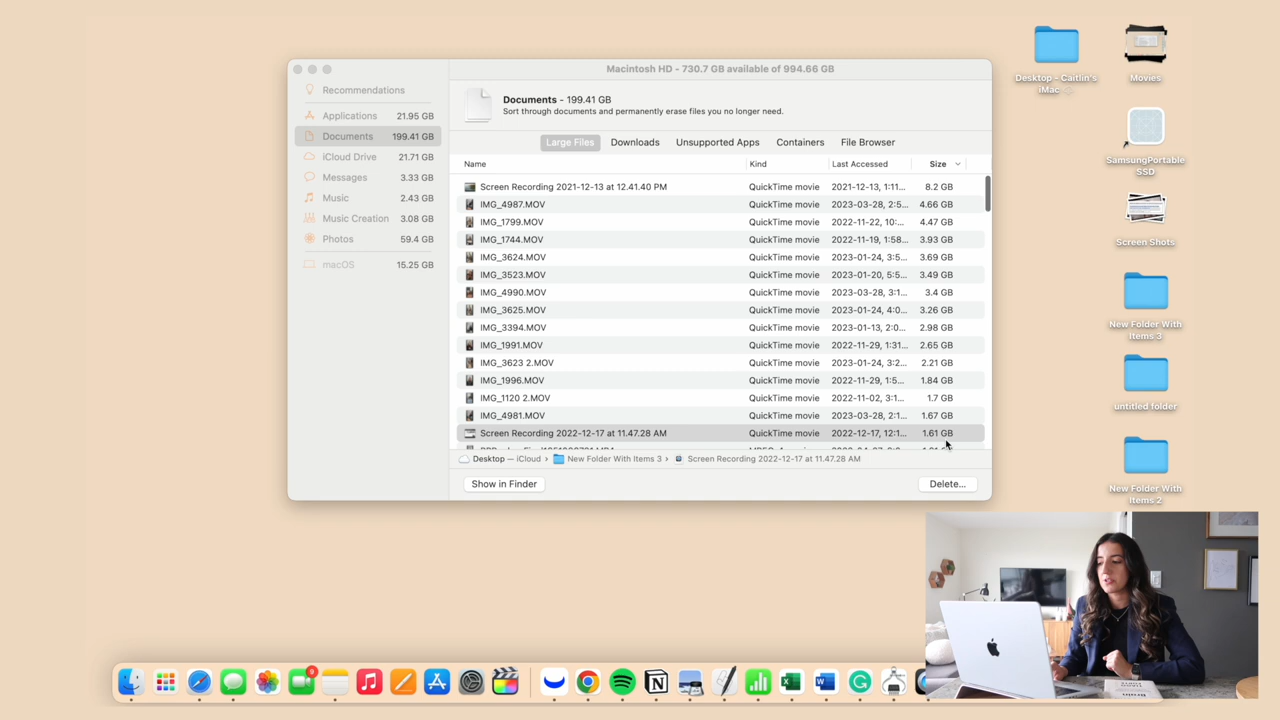 Macintosh HD - 730.7 GB available of 994.66 GB
Recommendations
Applications 21.95 GB
Documents 199.41 GB
iCloud Drive 21.71 GB
Messages 3.33 GB
Music 2.43 GB
Music Creation 3.08 GB
Photos 59.4 GB
macOS 15.25 GB
Documents - 199.41 GB
Sort through documents and permanently erase files you no longer need.
Large Files Downloads Unsupported Apps Containers File Browser
Name Kind Last Accessed Size
Screen Recording 2021-12-13 at 12.41.40 PM QuickTime movie 2021-12-13, 1:11... 8.2 GB
IMG_4987.MOV QuickTime movie 2023-03-28, 2:5... 4.66 GB
IMG_1799.MOV QuickTime movie 2022-11-22, 10:... 4.47 GB
IMG_1744.MOV QuickTime movie 2022-11-19, 1:58... 3.93 GB
IMG_3624.MOV QuickTime movie 2023-01-24, 3:5... 3.69 GB
IMG_3523.MOV QuickTime movie 2023-01-20, 5:5... 3.49 GB
IMG_4990.MOV QuickTime movie 2023-03-28, 3:1... 3.4 GB
IMG_3625.MOV QuickTime movie 2023-01-24, 4:0... 3.26 GB
IMG_3394.MOV QuickTime movie 2023-01-13, 2:0... 2.98 GB
IMG_1991.MOV QuickTime movie 2022-11-29, 1:31... 2.65 GB
IMG_3623 2.MOV QuickTime movie 2023-01-24, 3:2... 2.21 GB
IMG_1996.MOV QuickTime movie 2022-11-29, 1:5... 1.84 GB
IMG_1120 2.MOV QuickTime movie 2022-11-02, 3:1... 1.7 GB
IMG_4981.MOV QuickTime movie 2023-03-28, 2:1... 1.67 GB
Screen Recording 2022-12-17 at 11.47.28 AM QuickTime movie 2022-12-17, 12:1... 1.61 GB
Desktop — iCloud › New Folder With Items 3 › Screen Recording 2022-12-17 at 11.47.28 AM
Show in Finder
Delete...
Desktop - Caitlin's
iMac
Movies
SamsungPortable
SSD
Screen Shots
New Folder With
Items 3
untitled folder
New Folder With
Items 2
9